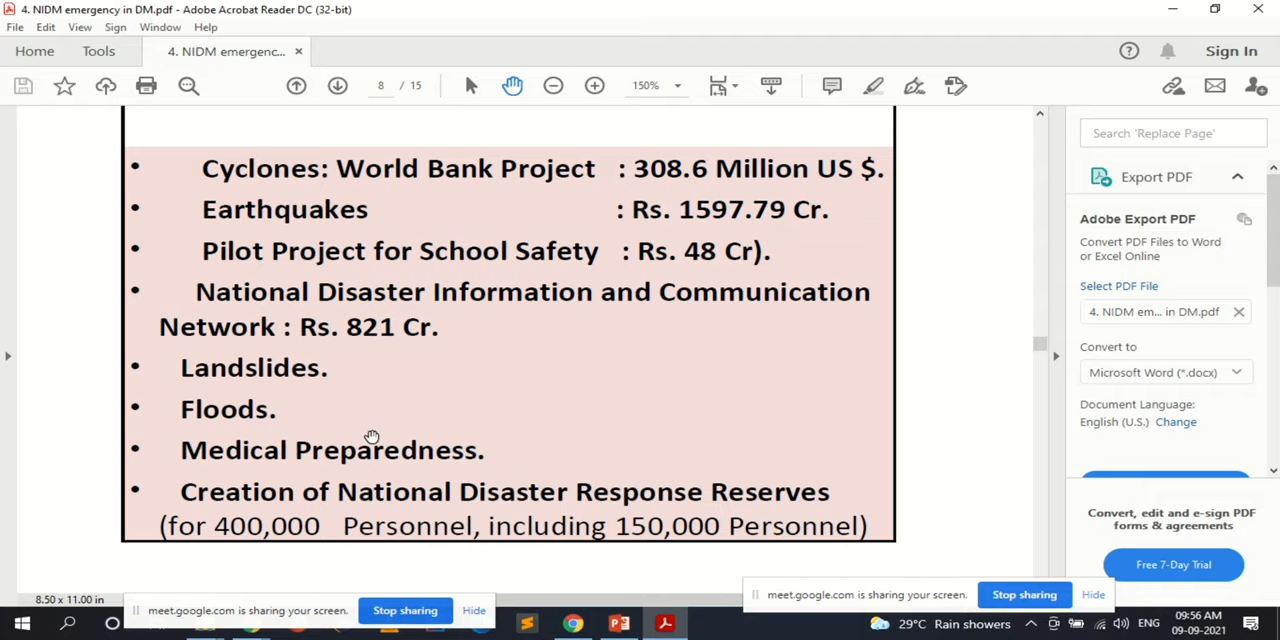 4. NIDM emergency in DM.pdf - Adobe Acrobat Reader DC (32-bit)
File Edit View Sign Window Help
Home Tools 4. NIDM emergenc... × Sign In
8 / 15 150%
• Cyclones: World Bank Project : 308.6 Million US $.
• Earthquakes : Rs. 1597.79 Cr.
• Pilot Project for School Safety : Rs. 48 Cr).
• National Disaster Information and Communication
Network : Rs. 821 Cr.
• Landslides.
• Floods.
• Medical Preparedness.
• Creation of National Disaster Response Reserves
(for 400,000 Personnel, including 150,000 Personnel)
8.50 x 11.00 in
Search 'Replace Page'
Export PDF
Adobe Export PDF
Convert PDF Files to Word
or Excel Online
Select PDF File
4. NIDM em... in DM.pdf
Convert to
Microsoft Word (*.docx)
Document Language:
English (U.S.) Change
Convert, edit and e-sign PDF
forms & agreements
Free 7-Day Trial
meet.google.com is sharing your screen. Stop sharing Hide
meet.google.com is sharing your screen. Stop sharing Hide
29°C Rain showers ENG 09:56 AM
09-09-2021